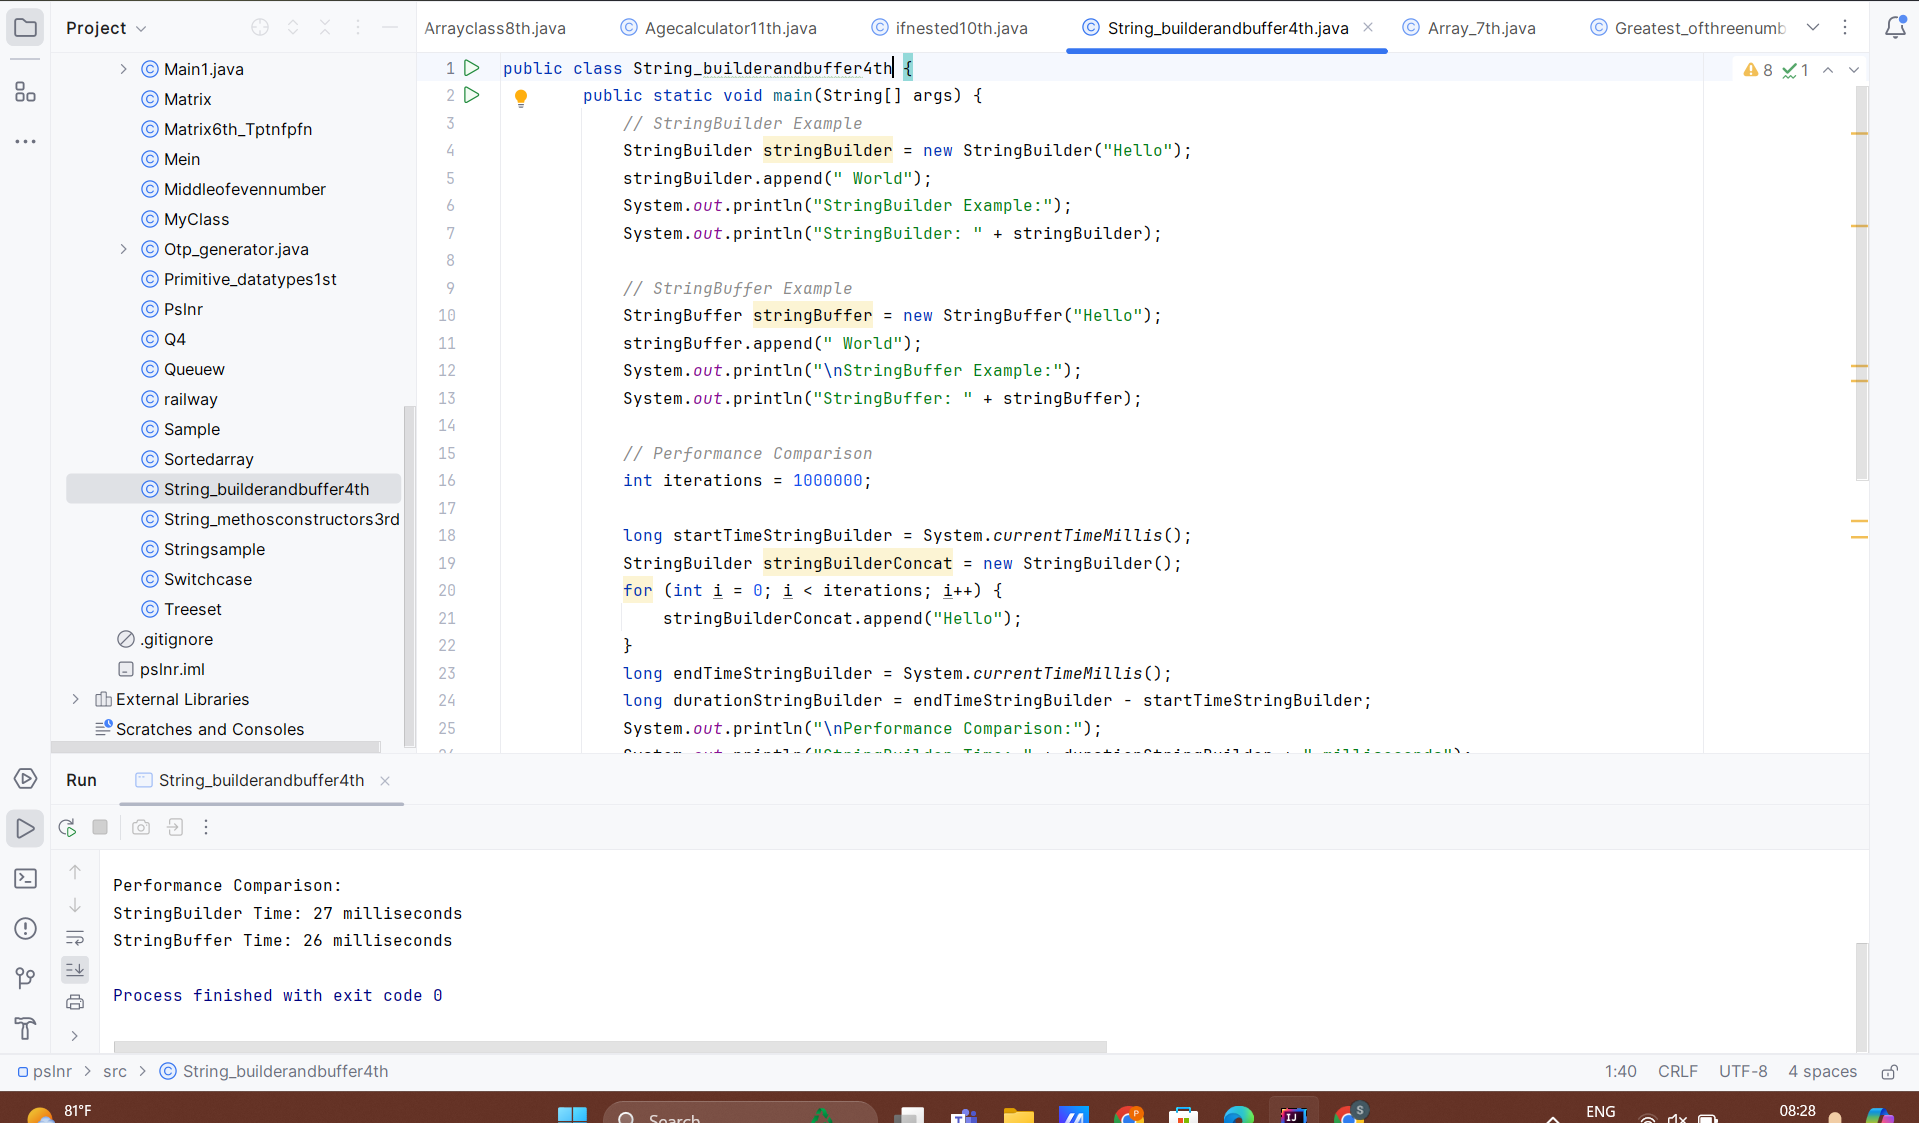 Project
Arrayclass8th.java
Agecalculator11th.java
ifnested10th.java
String_builderandbuffer4th.java
Array_7th.java
Greatest_ofthreenumb
Main1.java
Matrix
Matrix6th_Tptnfpfn
Mein
Middleofevennumber
MyClass
Otp_generator.java
Primitive_datatypes1st
Pslnr
Q4
Queuew
railway
Sample
Sortedarray
String_builderandbuffer4th
String_methosconstructors3rd
Stringsample
Switchcase
Treeset
.gitignore
pslnr.iml
External Libraries
Scratches and Consoles
8 1
1 public class String_builderandbuffer4th {
2 public static void main(String[] args) {
3 // StringBuilder Example
4 StringBuilder stringBuilder = new StringBuilder("Hello");
5 stringBuilder.append(" World");
6 System.out.println("StringBuilder Example:");
7 System.out.println("StringBuilder: " + stringBuilder);
8
9 // StringBuffer Example
10 StringBuffer stringBuffer = new StringBuffer("Hello");
11 stringBuffer.append(" World");
12 System.out.println("\nStringBuffer Example:");
13 System.out.println("StringBuffer: " + stringBuffer);
14
15 // Performance Comparison
16 int iterations = 1000000;
17
18 long startTimeStringBuilder = System.currentTimeMillis();
19 StringBuilder stringBuilderConcat = new StringBuilder();
20 for (int i = 0; i < iterations; i++) {
21 stringBuilderConcat.append("Hello");
22 }
23 long endTimeStringBuilder = System.currentTimeMillis();
24 long durationStringBuilder = endTimeStringBuilder - startTimeStringBuilder;
25 System.out.println("\nPerformance Comparison:");
Run
String_builderandbuffer4th
Performance Comparison:
StringBuilder Time: 27 milliseconds
StringBuffer Time: 26 milliseconds
Process finished with exit code 0
pslnr > src > String_builderandbuffer4th
1:40 CRLF UTF-8 4 spaces
81°F
Search
ENG
08:28